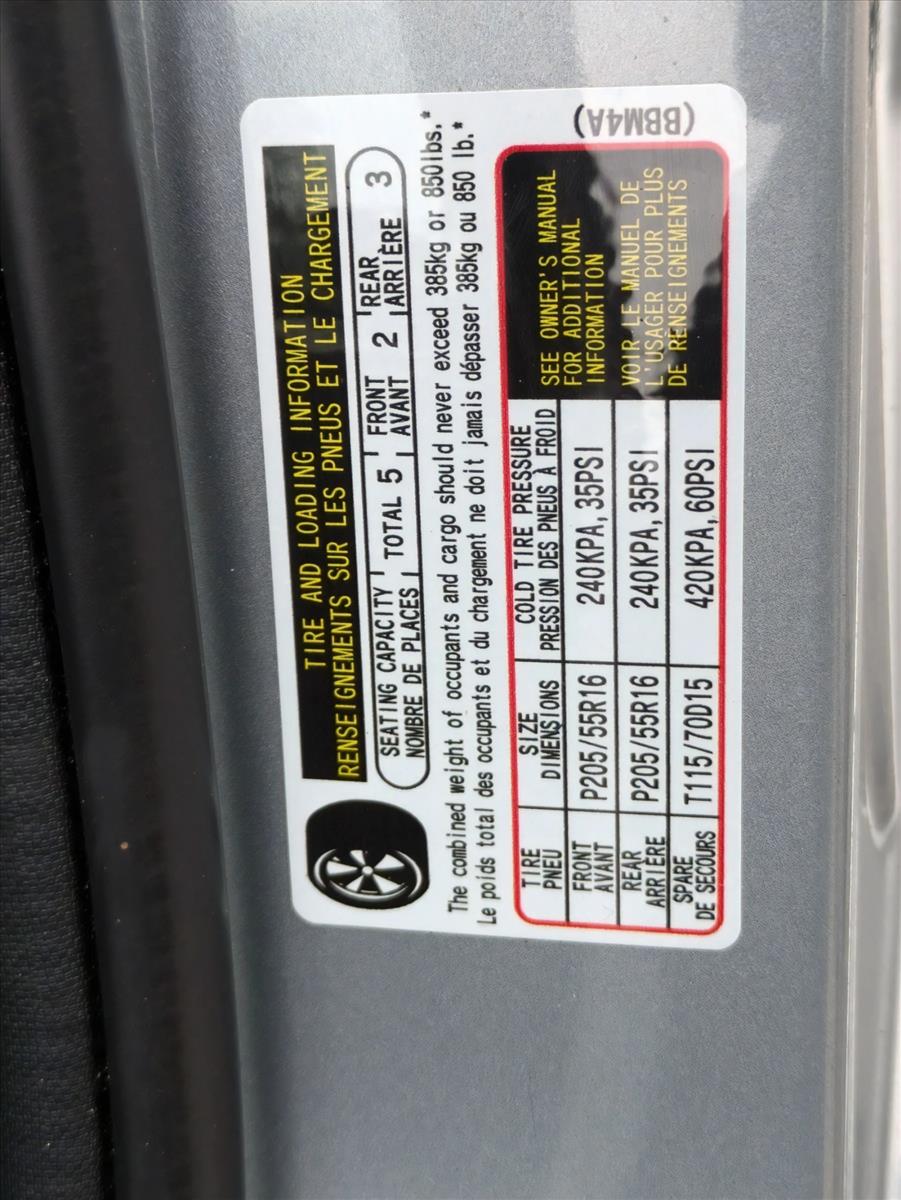 TIRE AND LOADING INFORMATION
RENSEIGNEMENTS SUR LES PNEUS ET LE CHARGEMENT
SEATING CAPACITY TOTAL 5 FRONT 2 REAR 3
NOMBRE DE PLACES AVANT ARRIÈRE
The combined weight of occupants and cargo should never exceed 385kg or 850lbs.*
Le poids total des occupants et du chargement ne doit jamais dépasser 385kg ou 850 lb.*
TIRE SIZE COLD TIRE PRESSURE
PNEU DIMENSIONS PRESSION DES PNEUS À FROID
FRONT
AVANT P205/55R16 240KPA, 35PSI
REAR
ARRIÈRE P205/55R16 240KPA, 35PSI
SPARE
DE SECOURS T115/70D15 420KPA, 60PSI
SEE OWNER'S MANUAL
FOR ADDITIONAL
INFORMATION
VOIR LE MANUEL DE
L'USAGER POUR PLUS
DE RENSEIGNEMENTS
(BBM4A)